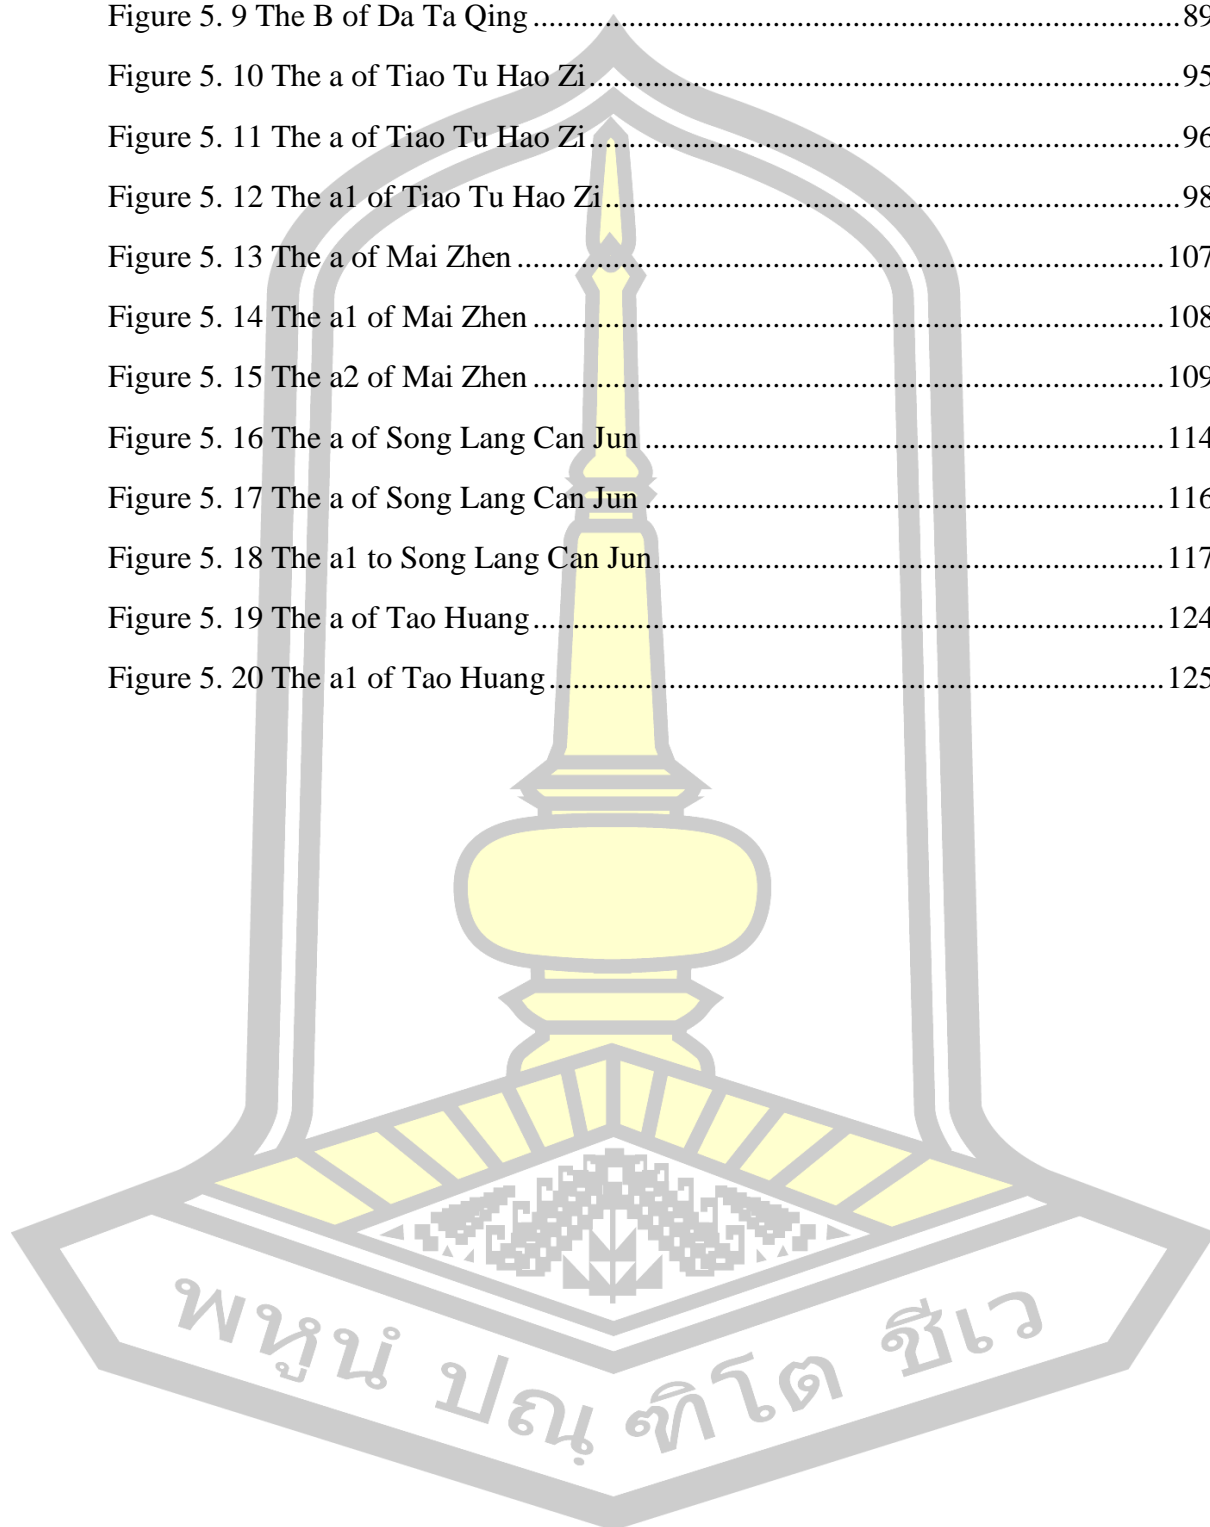 Figure 5. 9 The B of Da Ta Qing ........................................................................................ 89
Figure 5. 10 The a of Tiao Tu Hao Zi ................................................................................ 95
Figure 5. 11 The a of Tiao Tu Hao Zi ................................................................................ 96
Figure 5. 12 The a1 of Tiao Tu Hao Zi .............................................................................. 98
Figure 5. 13 The a of Mai Zhen ....................................................................................... 107
Figure 5. 14 The a1 of Mai Zhen ..................................................................................... 108
Figure 5. 15 The a2 of Mai Zhen ..................................................................................... 109
Figure 5. 16 The a of Song Lang Can Jun ....................................................................... 114
Figure 5. 17 The a of Song Lang Can Jun ....................................................................... 116
Figure 5. 18 The a1 to Song Lang Can Jun ...................................................................... 117
Figure 5. 19 The a of Tao Huang ..................................................................................... 124
Figure 5. 20 The a1 of Tao Huang ................................................................................... 125
พหูนํ ปณฺฑิโต ชีเว